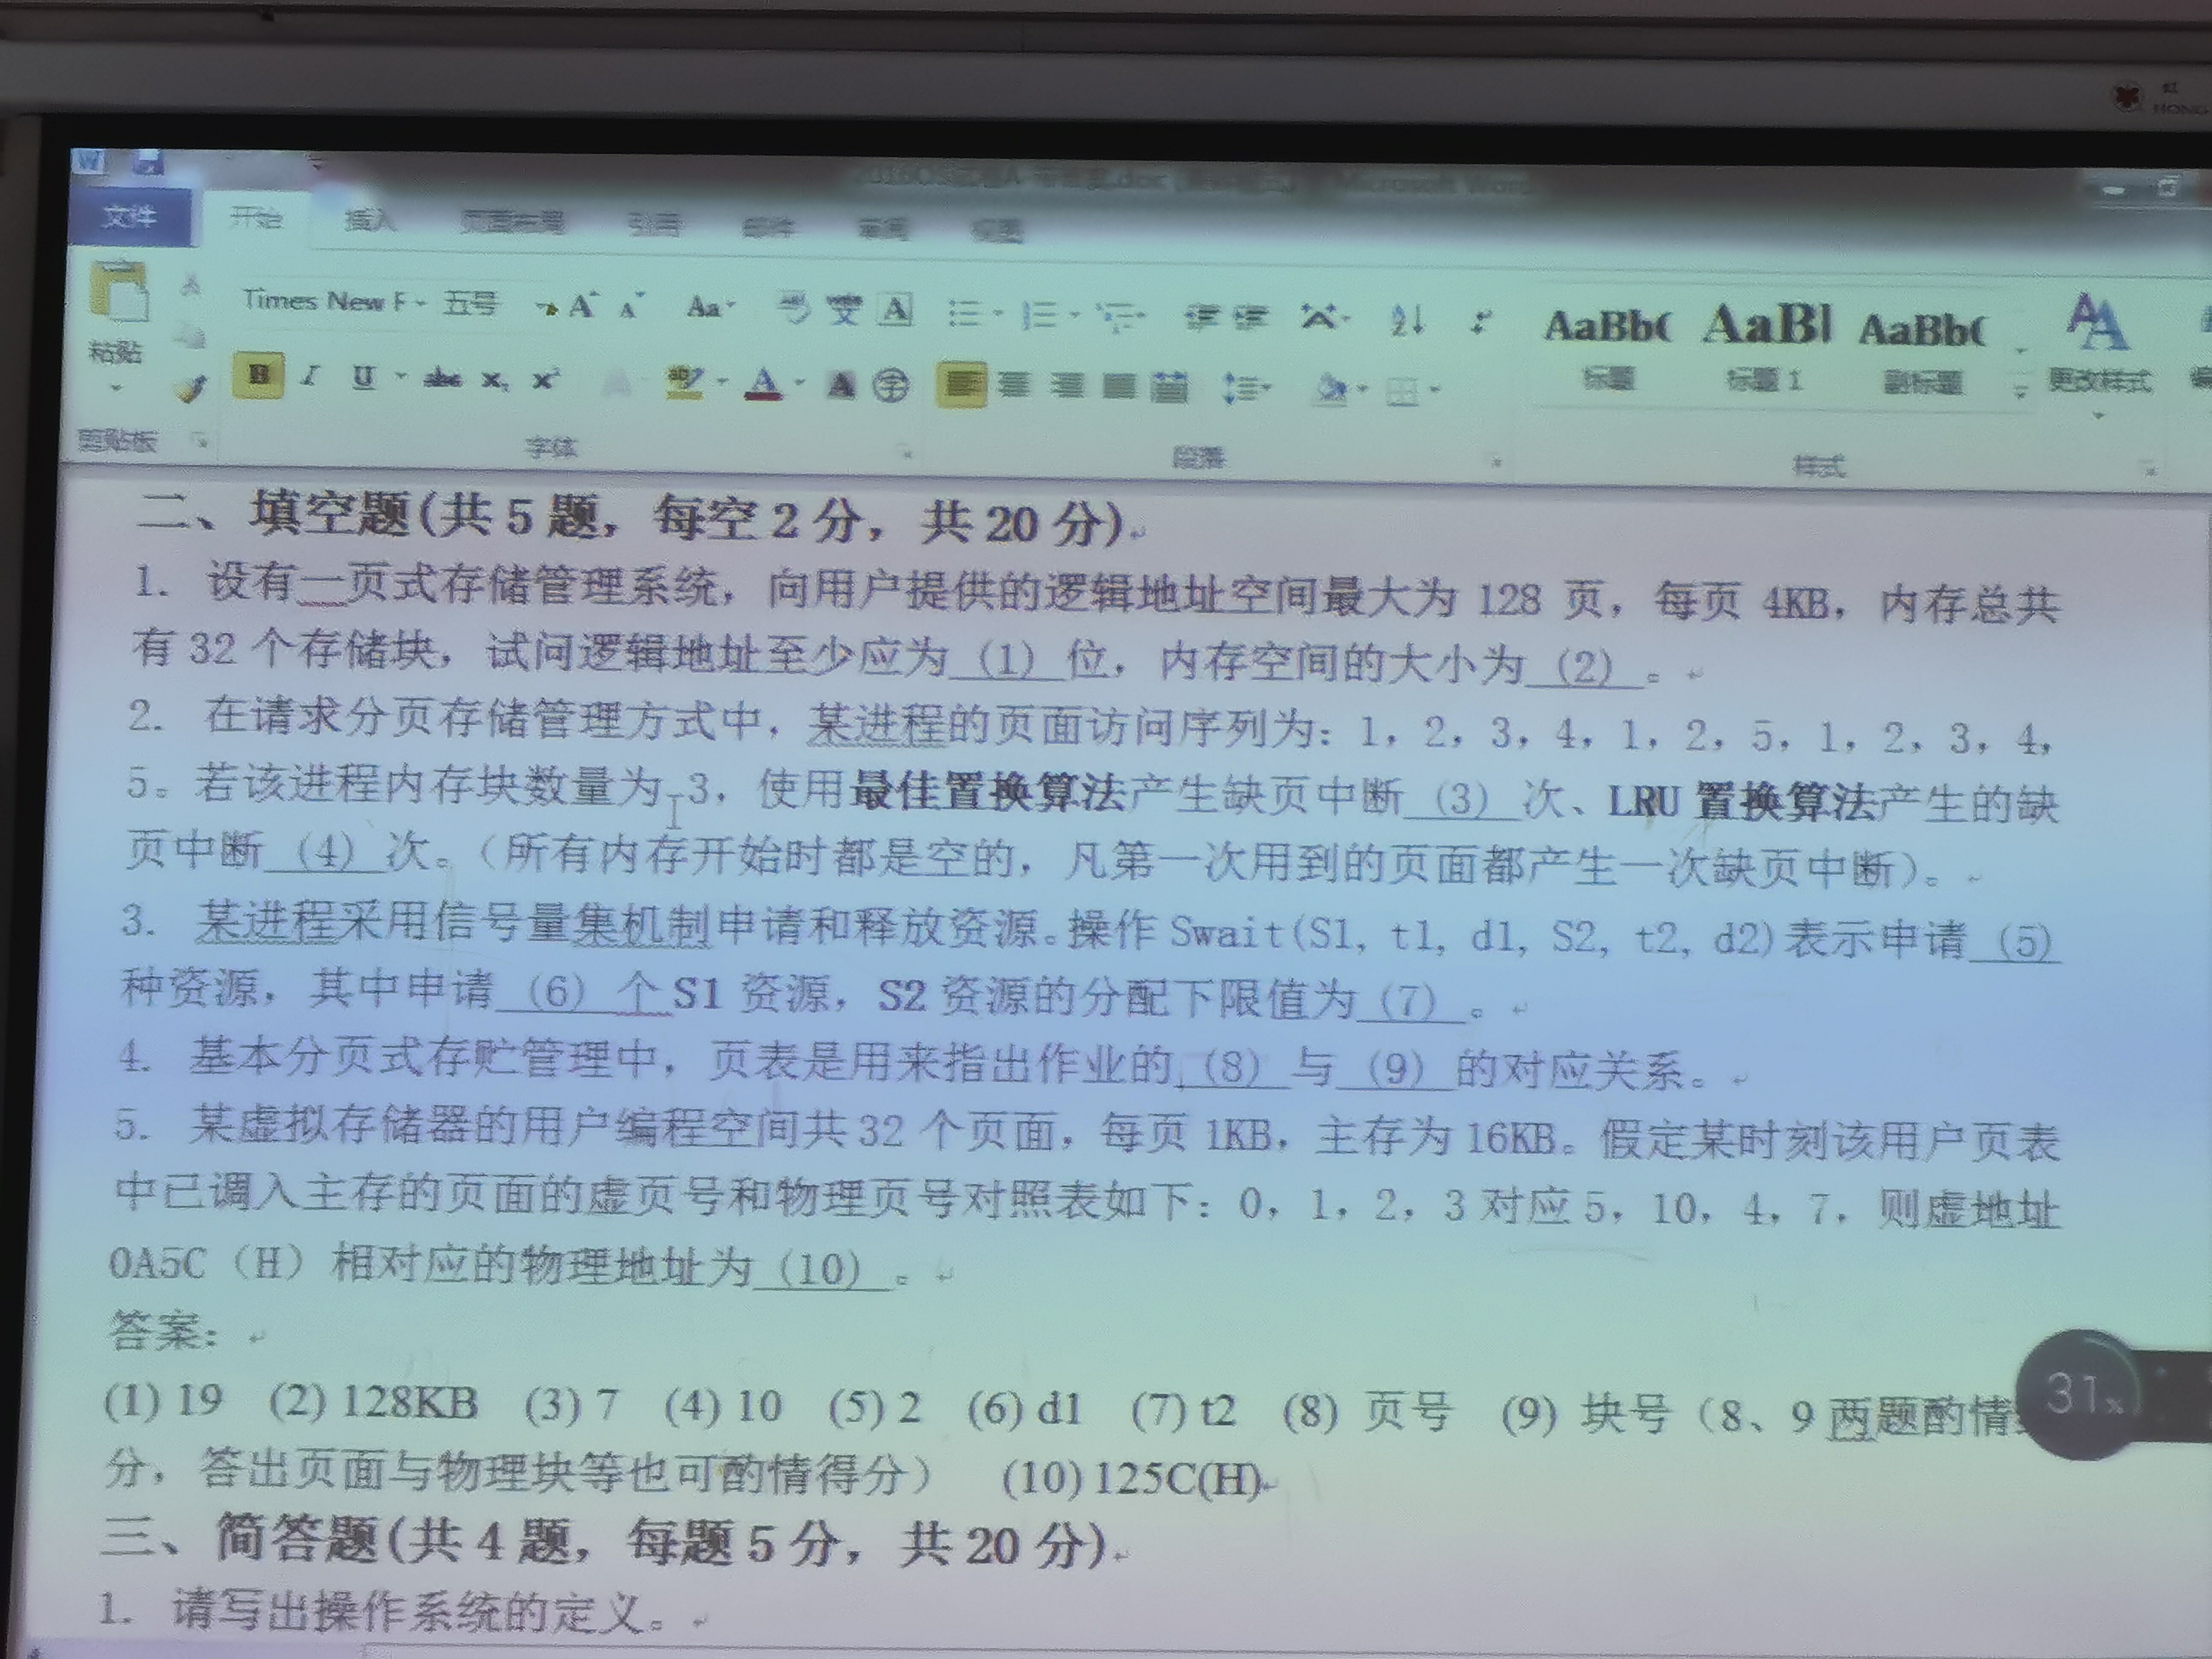 HONG
文件 开始 插入 页面布局 引用 邮件 审阅 视图
Times New F 五号 Aa A
粘贴
B I U abc x₂ x² A
AaBb( AaBl AaBb(
标题 标题 1 副标题 更改样式
剪贴板 字体 段落 样式
二、填空题(共5题，每空2分，共20分)
1. 设有一页式存储管理系统，向用户提供的逻辑地址空间最大为 128 页，每页 4KB，内存总共
有32个存储块，试问逻辑地址至少应为 (1) 位，内存空间的大小为 (2) 。
2. 在请求分页存储管理方式中，某进程的页面访问序列为：1，2，3，4，1，2，5，1，2，3，4，
5。若该进程内存块数量为 3，使用最佳置换算法产生缺页中断 (3) 次、LRU 置换算法产生的缺
页中断 (4) 次。（所有内存开始时都是空的，凡第一次用到的页面都产生一次缺页中断）。
3. 某进程采用信号量集机制申请和释放资源。操作 Swait(S1, t1, d1, S2, t2, d2)表示申请 (5)
种资源，其中申请 (6) 个 S1 资源，S2 资源的分配下限值为 (7) 。
4. 基本分页式存贮管理中，页表是用来指出作业的 (8) 与 (9) 的对应关系。
5. 某虚拟存储器的用户编程空间共32个页面，每页1KB，主存为16KB。假定某时刻该用户页表
中已调入主存的页面的虚页号和物理页号对照表如下：0，1，2，3对应5，10，4，7，则虚地址
0A5C（H）相对应的物理地址为 (10) 。
答案：
(1) 19 (2) 128KB (3) 7 (4) 10 (5) 2 (6) d1 (7) t2 (8) 页号 (9) 块号（8、9两题酌情
分，答出页面与物理块等也可酌情得分） (10) 125C(H)
31x
三、简答题(共4题，每题5分，共20分)
1. 请写出操作系统的定义。